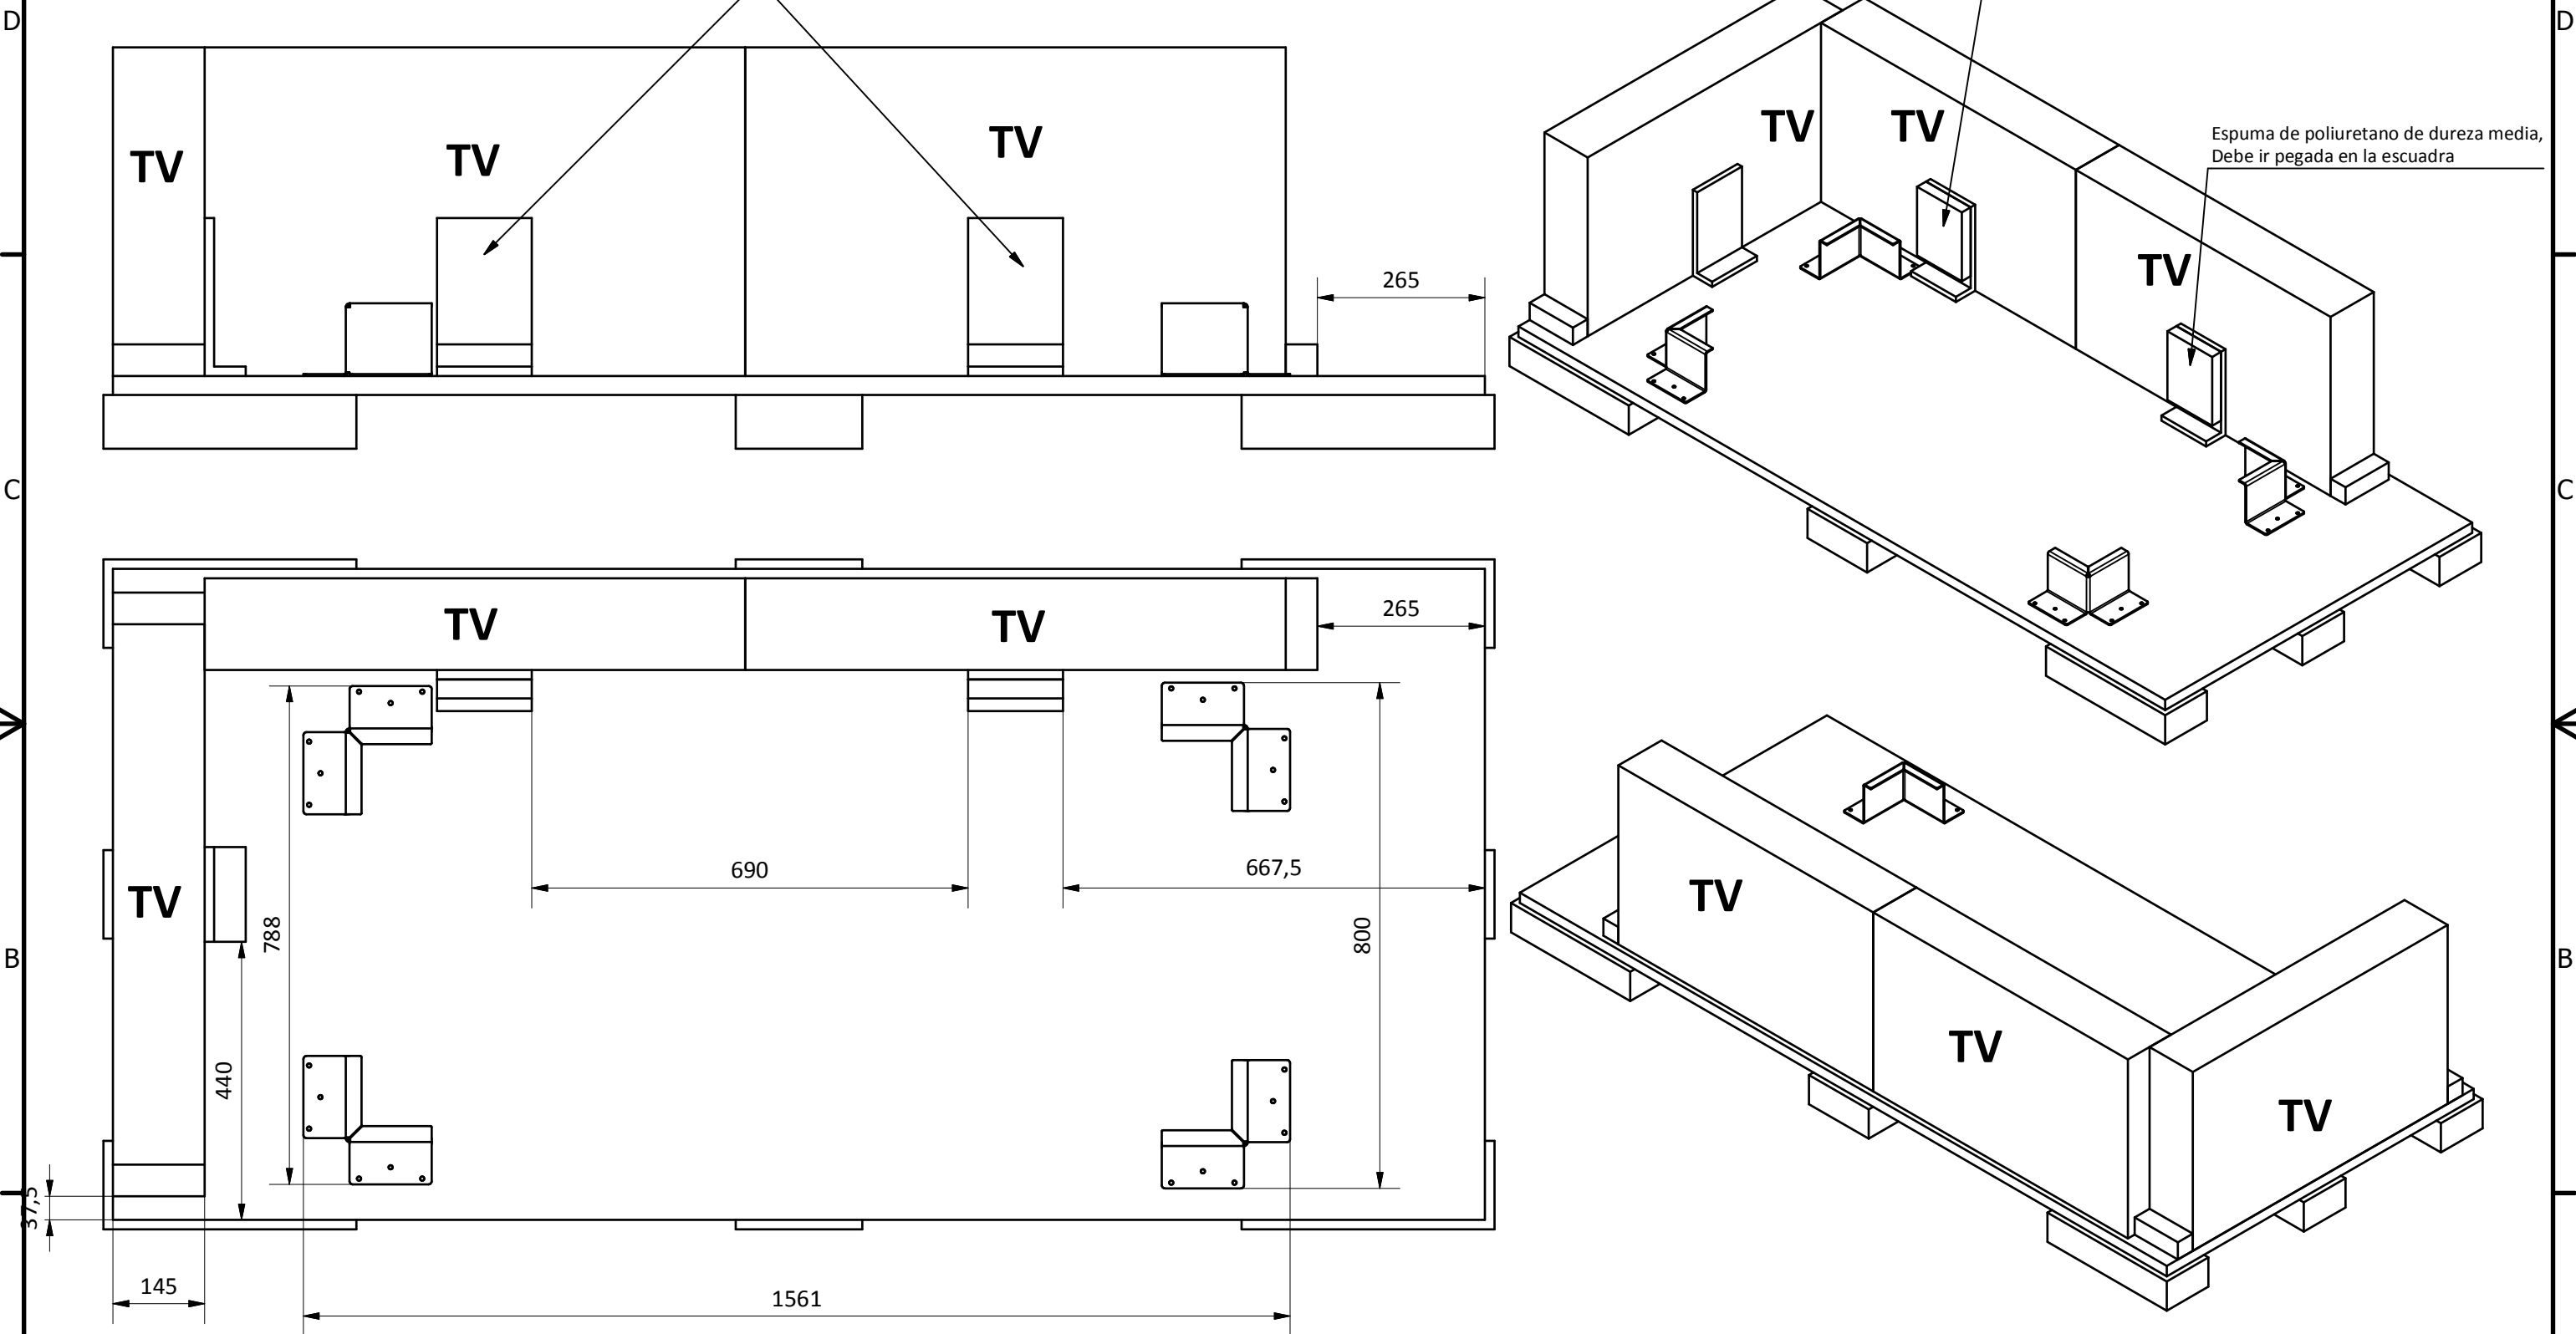 D
D
TV
TV
TV
TV
TV
TV
Espuma de poliuretano de dureza media,
Debe ir pegada en la escuadra
265
C
C
TV
TV
265
TV
690
667,5
788
800
440
37,5
145
1561
B
B
TV
TV
TV